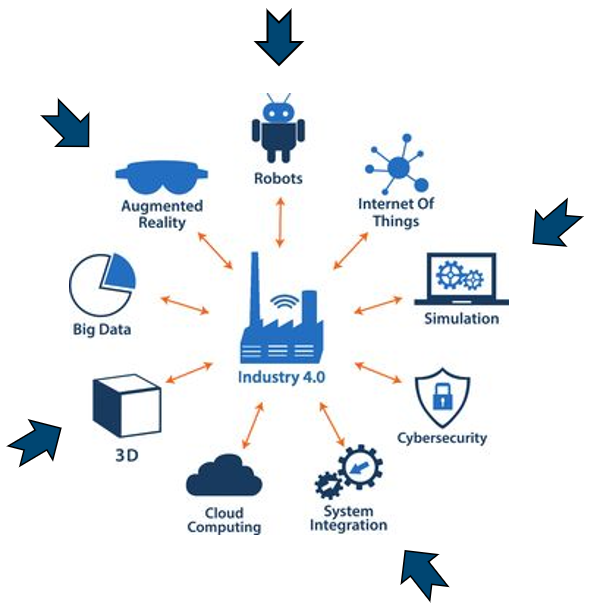 Robots
Augmented
Reality
Internet Of
Things
Big Data
Simulation
Industry 4.0
3D
Cybersecurity
Cloud
Computing
System
Integration